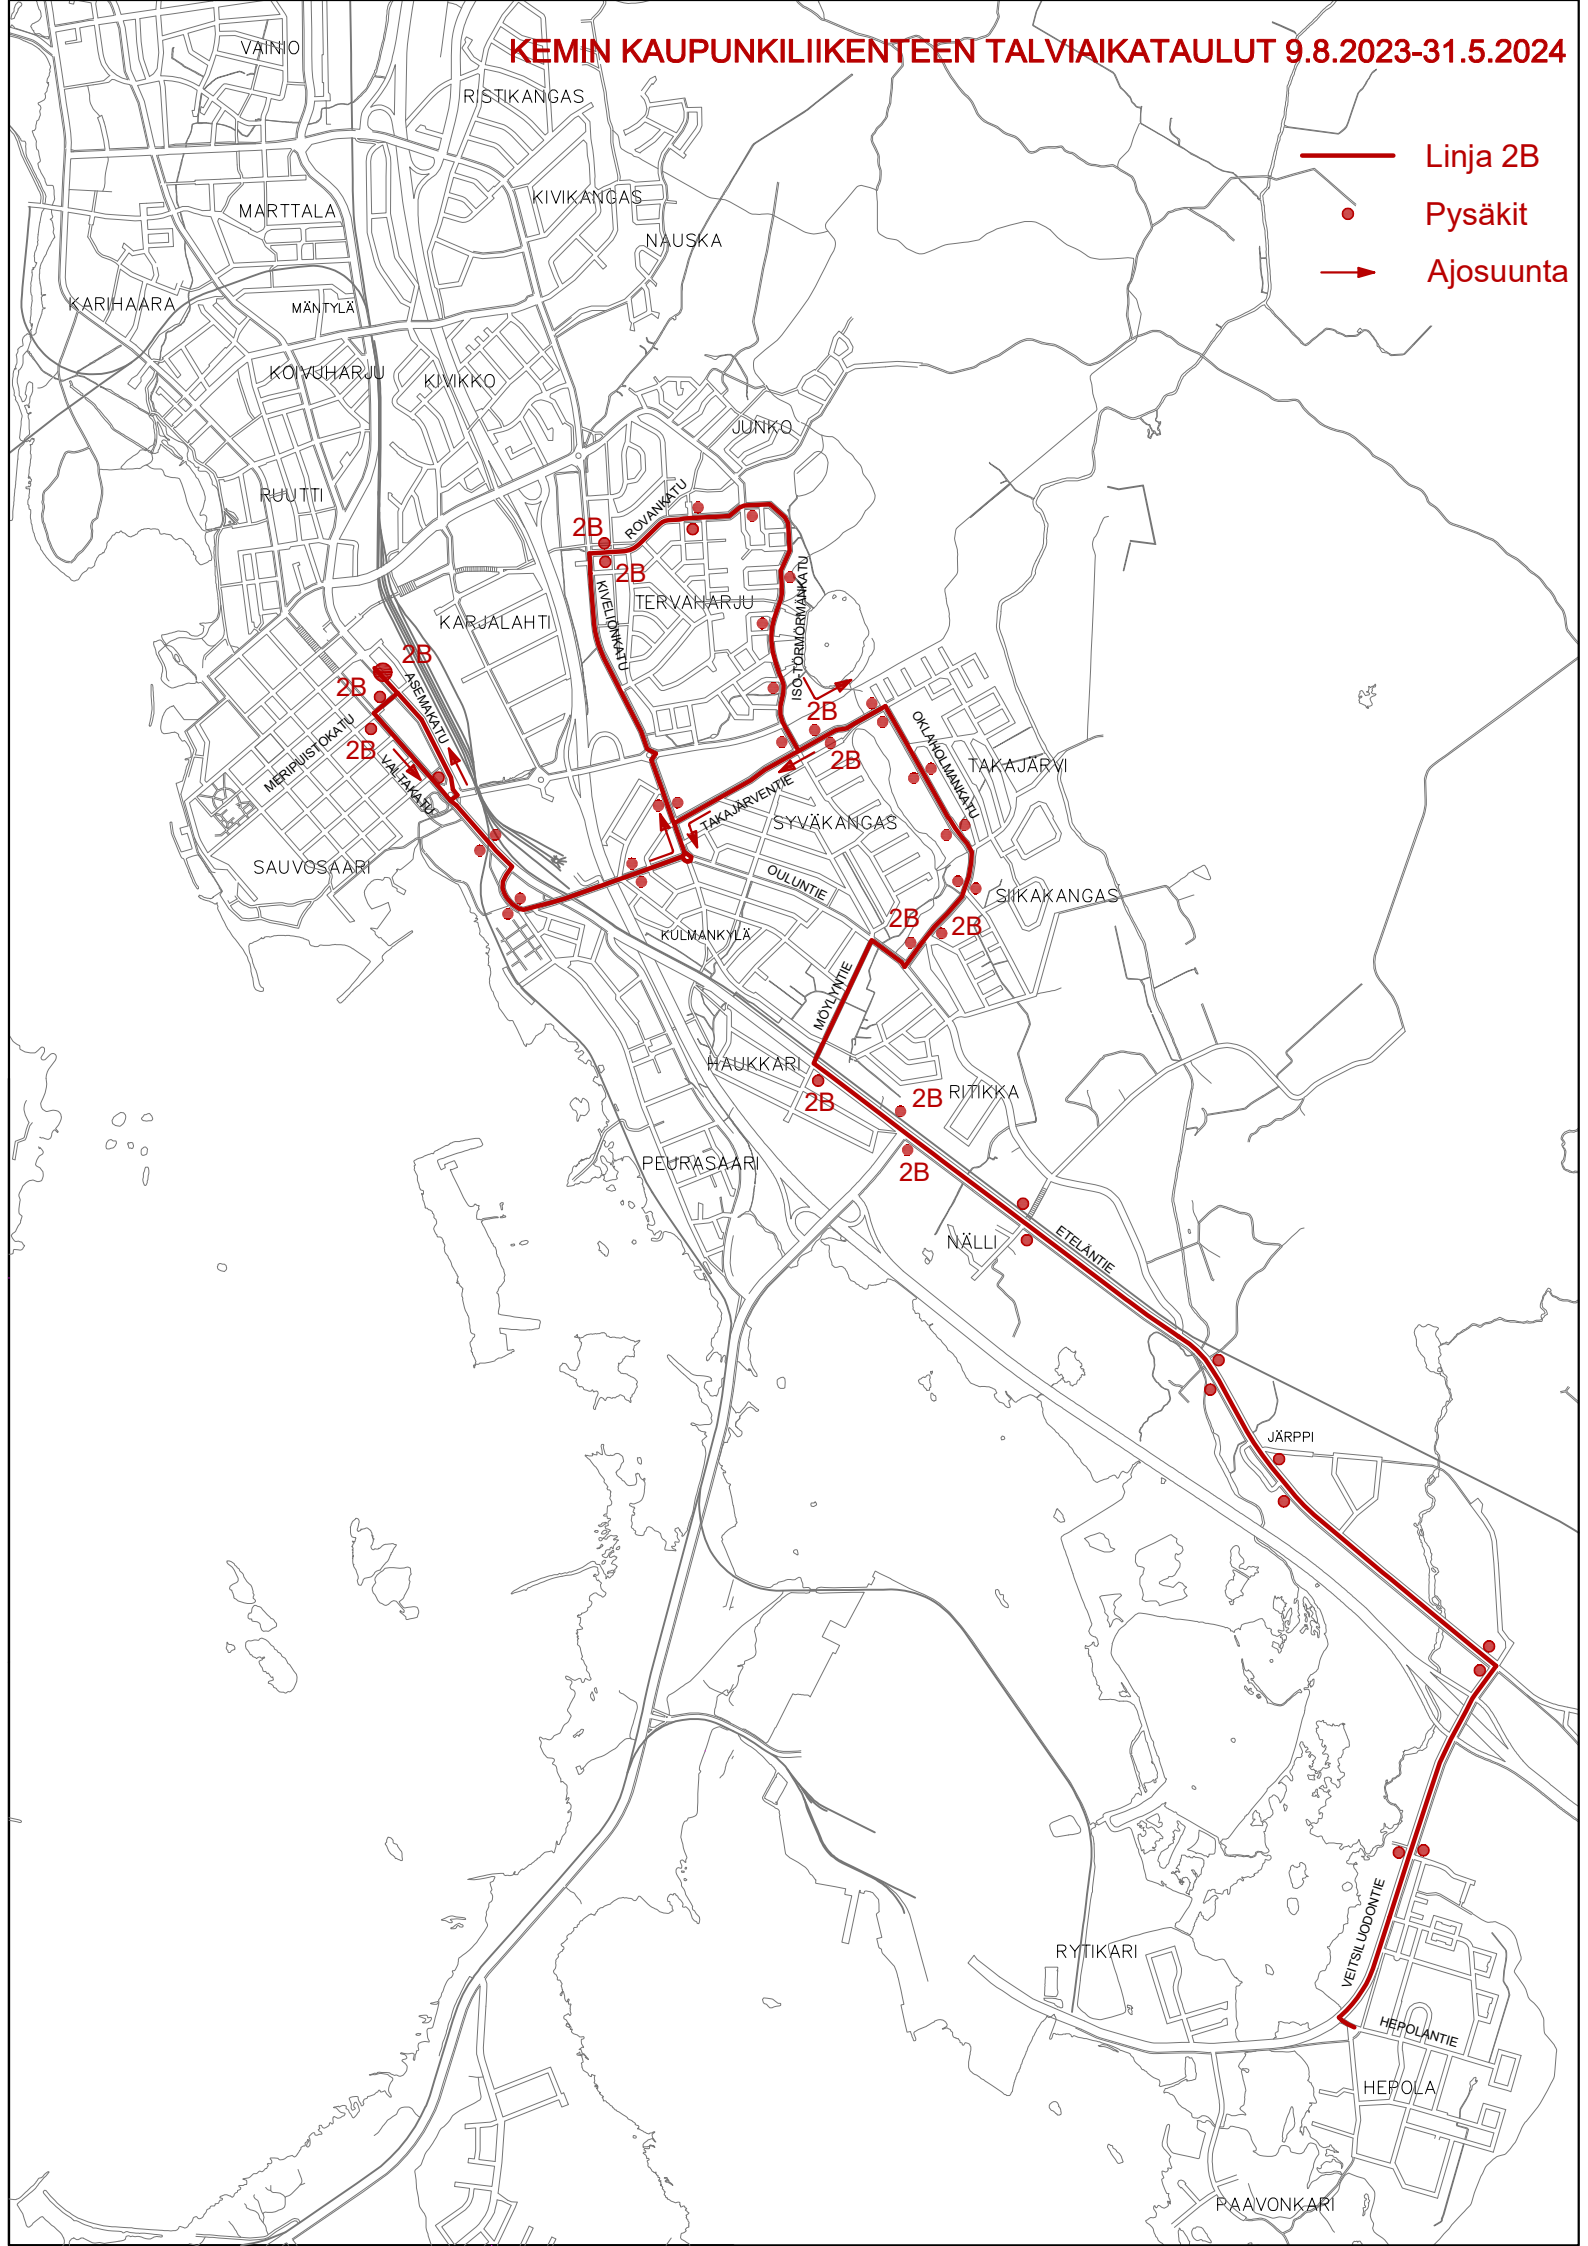 VAINIO
KEMIN KAUPUNKILIIKENTEEN TALVIAIKATAULUT 9.8.2023-31.5.2024
RISTIKANGAS
Linja 2B
Pysäkit
Ajosuunta
KIVIKANGAS
MARTTALA
NAUSKA
KARIHAARA
MÄNTYLÄ
KOIVUHARJU
KIVIKKO
JUNKO
RUUTTI
ROVANKATU
2B
2B
KIVELIÖNKATU
TERVAHARJU
ISO-TÖRMÖRMÄNKATU
KARJALAHTI
2B
ASEMAKATU
2B
2B
MERIPUISTOKATU
VALTAKATU
2B
2B
OKLAHOLMANKATU
TAKAJÄRVI
TAKAJÄRVENTIE
SYVÄKANGAS
SAUVOSAARI
OULUNTIE
SIIKAKANGAS
2B
2B
KULMANKYLÄ
MÖYLYNTIE
HAUKKARI
2B
2B
RITIKKA
PEURASAARI
2B
NÄLLI
ETELÄNTIE
JÄRPPI
VEITSILUODONTIE
RYTIKARI
HEPOLANTIE
HEPOLA
PAAVONKARI